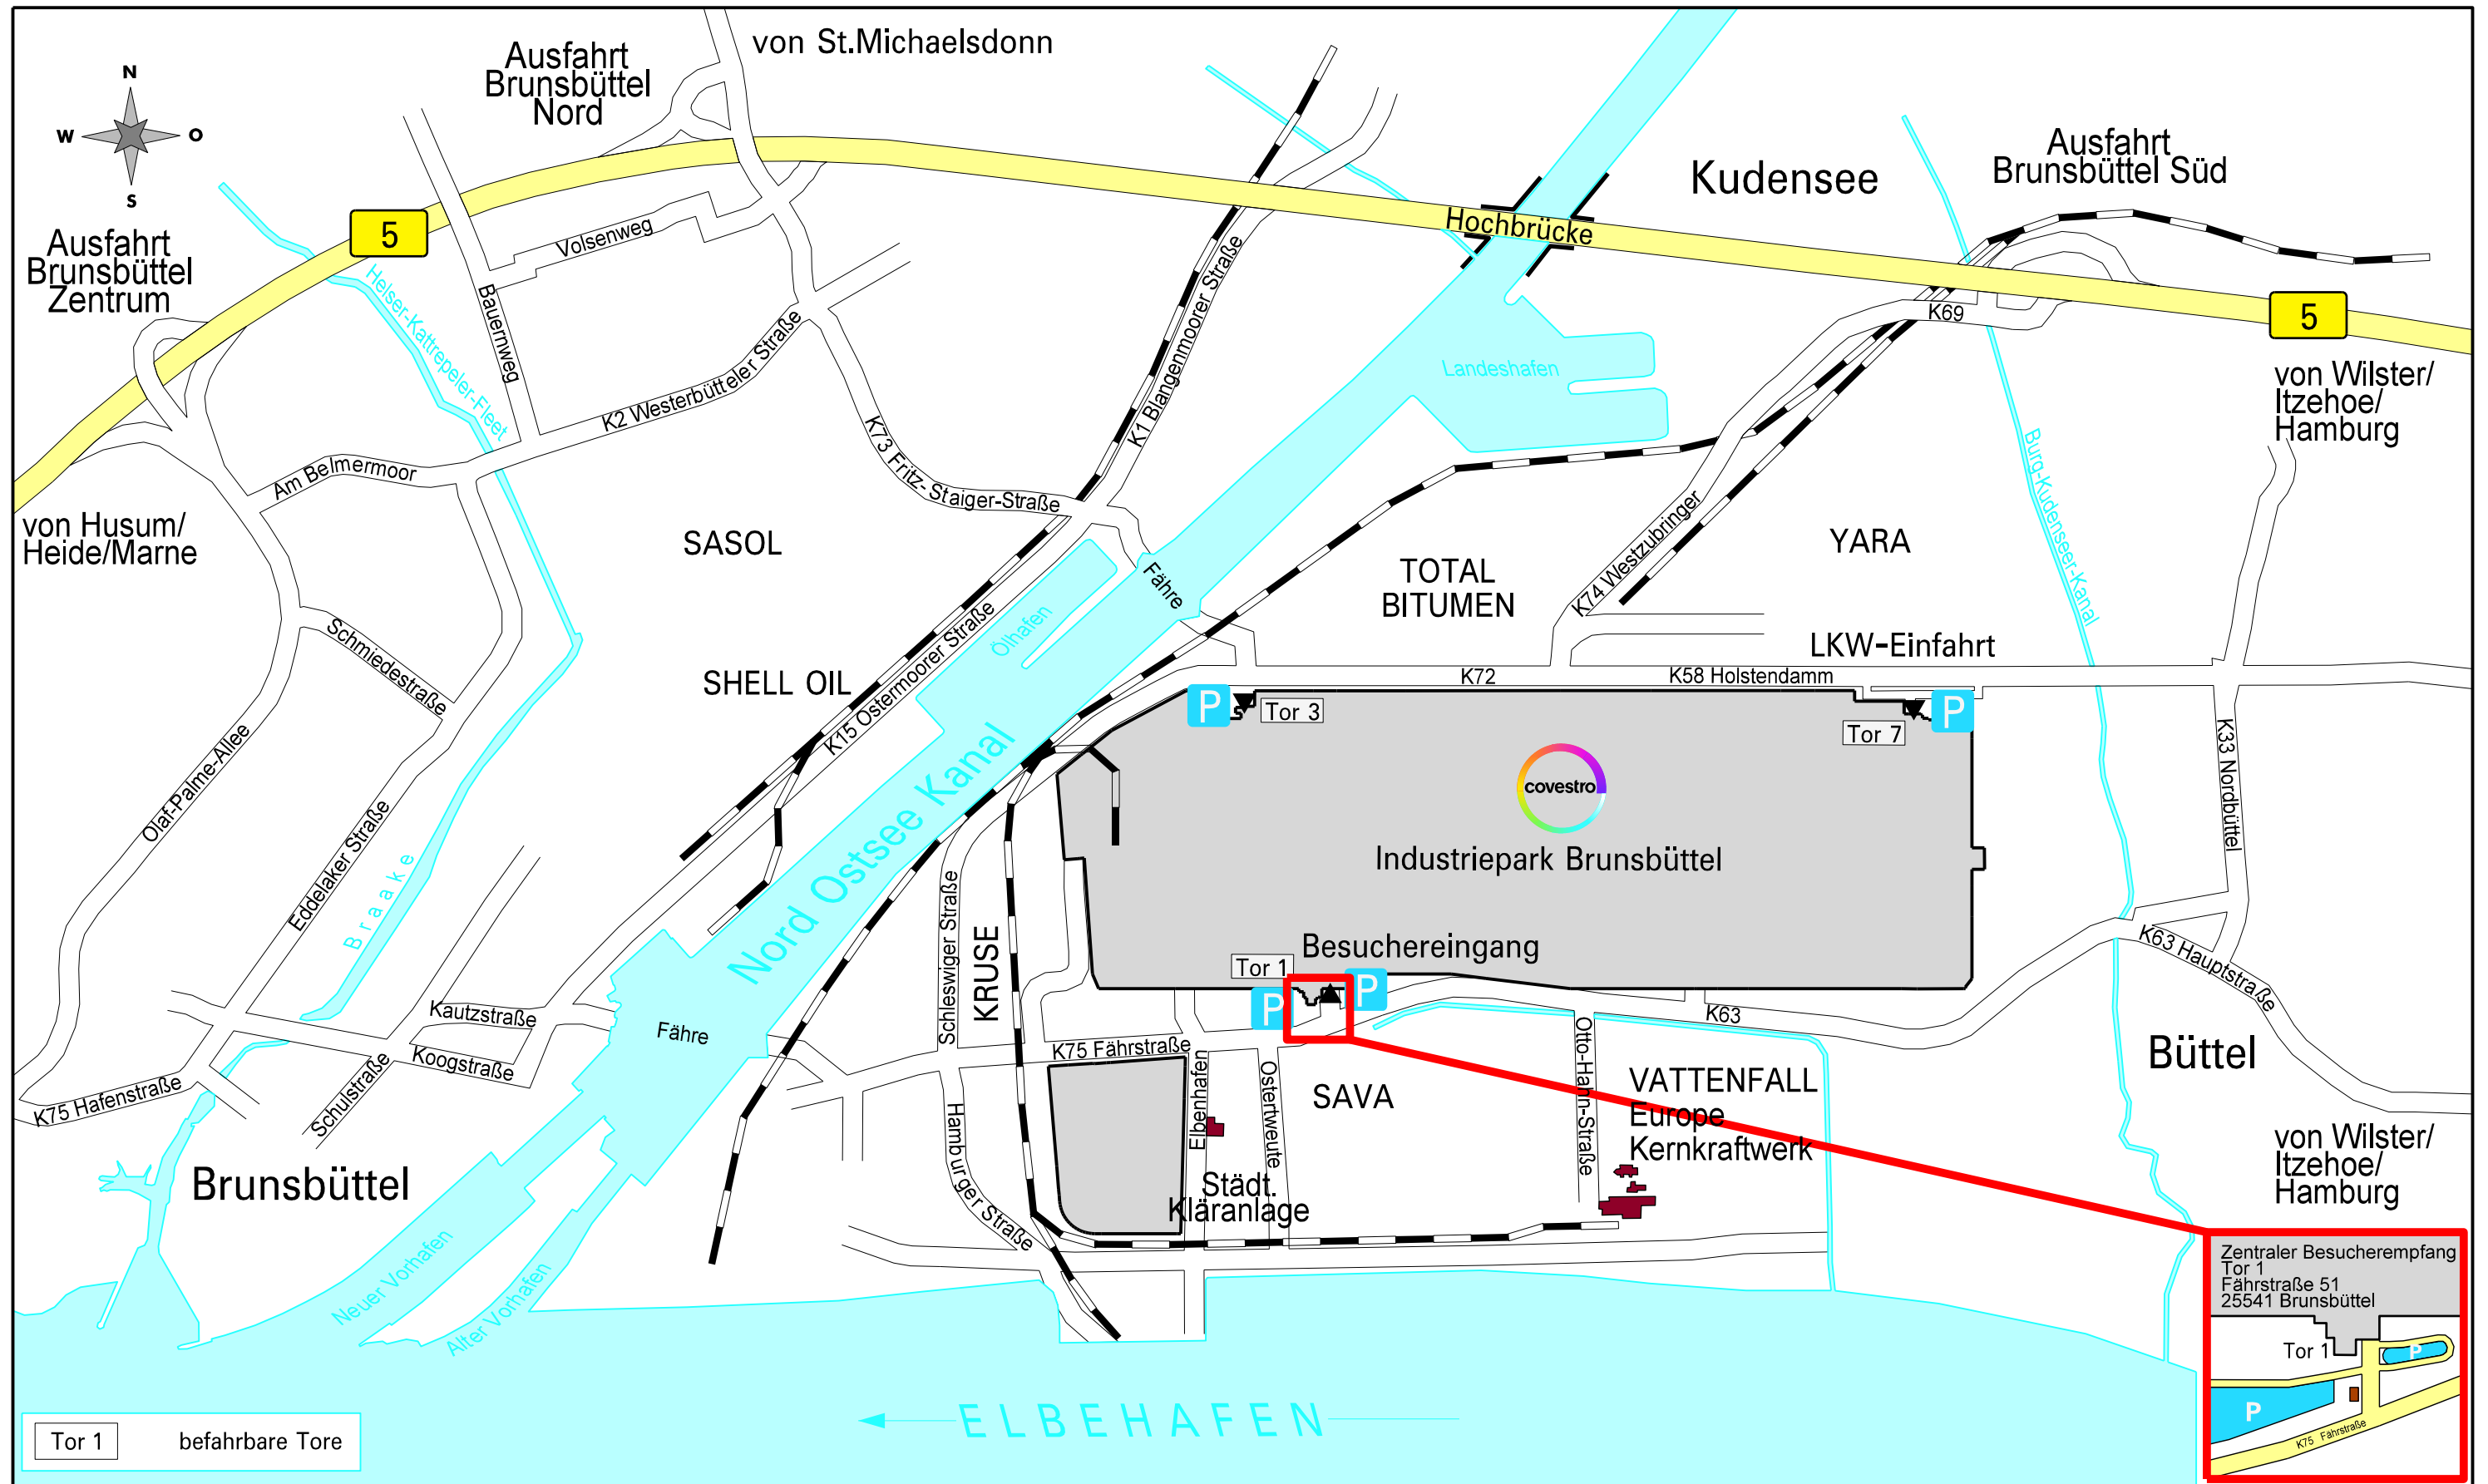 von St.Michaelsdonn
Ausfahrt
Brunsbüttel
Nord
N
W
O
S
Ausfahrt
Brunsbüttel Süd
Kudensee
Hochbrücke
5
Ausfahrt
Brunsbüttel
Zentrum
Volsenweg
Helser-Kattrepeler-Fleet
Bauernweg
K2 Westerbütteler Straße
K1 Blangenmoorer Straße
Landeshafen
K69
5
von Wilster/
Itzehoe/
Hamburg
Am Belmermoor
K73 Fritz-Staiger-Straße
Burg-Kudenseer-Kanal
von Husum/
Heide/Marne
SASOL
YARA
TOTAL
BITUMEN
K74 Westzubringer
Fähre
Ölhafen
Schmiedestraße
SHELL OIL
K15 Ostermoorer Straße
LKW-Einfahrt
K72
K58 Holstendamm
P
Tor 3
P
Tor 7
K33 Nordbüttel
Olaf-Palme-Allee
Eddelaker Straße
Braake
Nord Ostsee Kanal
covestro
Industriepark Brunsbüttel
Schleswiger Straße
KRUSE
Besuchereingang
Tor 1
P
P
K63 Hauptstraße
K63
Kautzstraße
Koogstraße
Schulstraße
K75 Hafenstraße
Fähre
K75 Fährstraße
Elbenhafen
Ostertweute
Otto-Hahn-Straße
SAVA
VATTENFALL
Europe
Kernkraftwerk
Büttel
Hamburger Straße
Städt.
Kläranlage
Brunsbüttel
von Wilster/
Itzehoe/
Hamburg
Neuer Vorhafen
Alter Vorhafen
ELBEHAFEN
Zentraler Besucherempfang
Tor 1
Fährstraße 51
25541 Brunsbüttel
Tor 1
P
P
K75 Fährstraße
Tor 1 befahrbare Tore